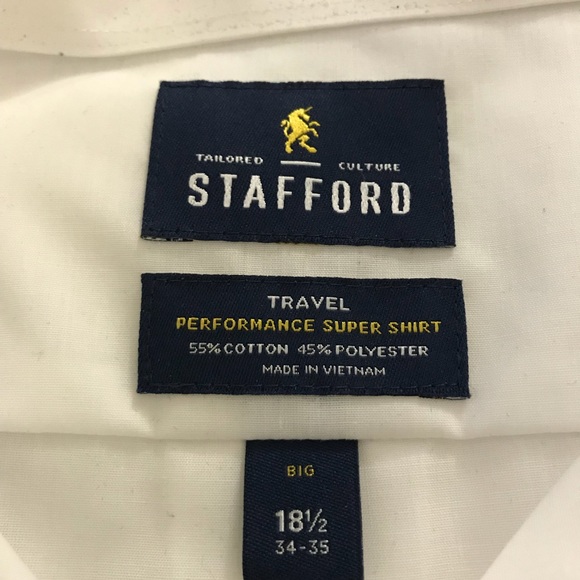 TAILORED CULTURE
STAFFORD
TRAVEL
PERFORMANCE SUPER SHIRT
55% COTTON 45% POLYESTER
MADE IN VIETNAM
BIG
18½
34-35